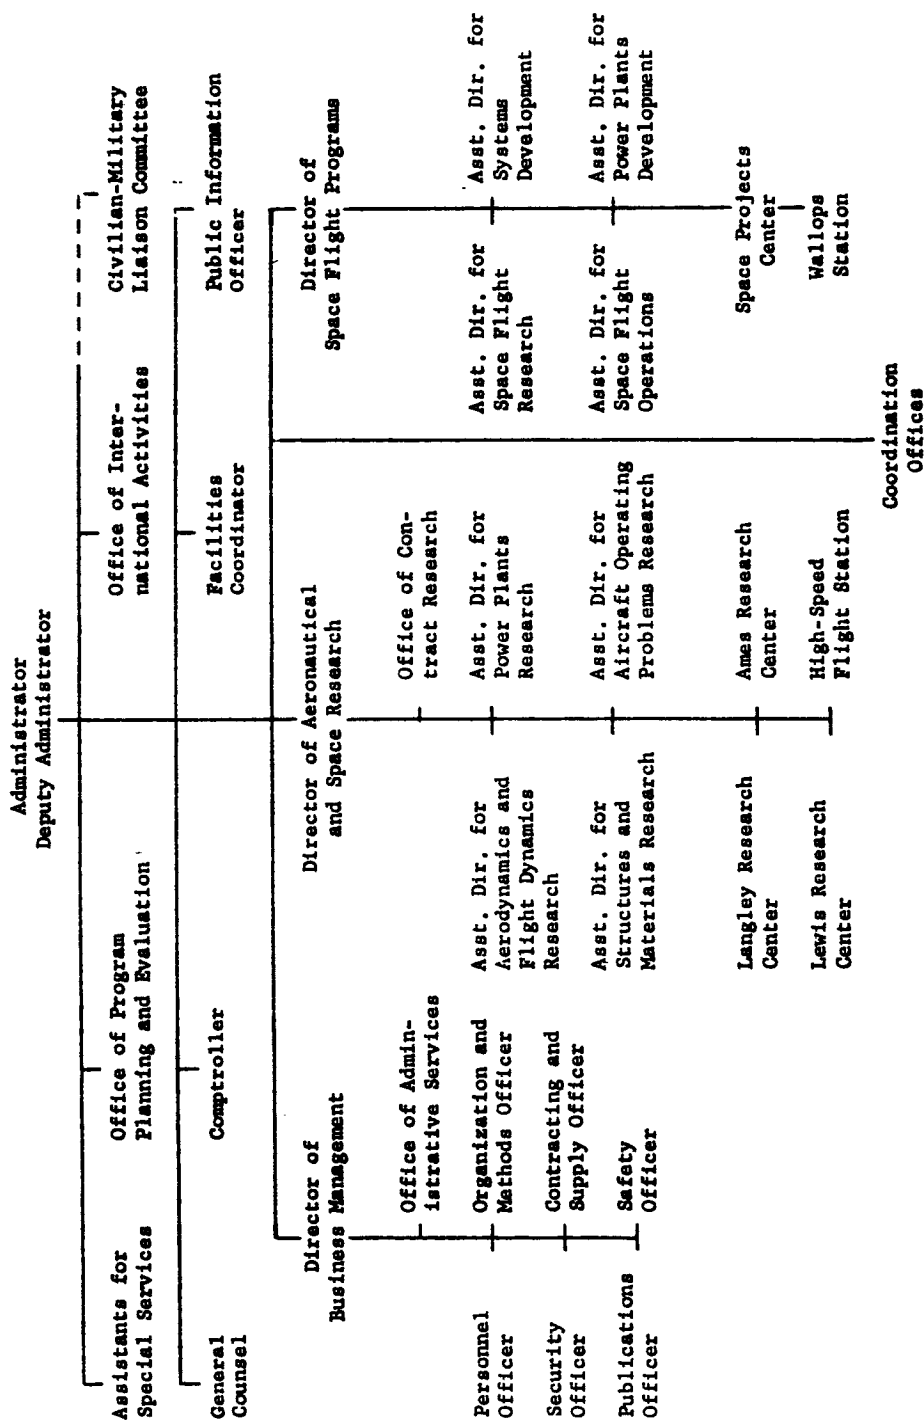 Administrator
Deputy Administrator
Assistants for
Special Services
Office of Program
Planning and Evaluation
Office of Inter-
national Activities
Civilian-Military
Liaison Committee
General
Counsel
Comptroller
Facilities
Coordinator
Public Information
Officer
Director of
Business Management
Director of Aeronautical
and Space Research
Director of
Space Flight Programs
Office of Admin-
istrative Services
Personnel
Officer
Organization and
Methods Officer
Security
Officer
Contracting and
Supply Officer
Publications
Officer
Safety
Officer
Office of Con-
tract Research
Asst. Dir. for
Aerodynamics and
Flight Dynamics
Research
Asst. Dir. for
Power Plants
Research
Asst. Dir. for
Structures and
Materials Research
Asst. Dir. for
Aircraft Operating
Problems Research
Langley Research
Center
Ames Research
Center
Lewis Research
Center
High-Speed
Flight Station
Asst. Dir. for
Space Flight
Research
Asst. Dir. for
Systems
Development
Asst. Dir. for
Space Flight
Operations
Asst. Dir. for
Power Plants
Development
Space Projects
Center
Wallops
Station
Coordination
Offices